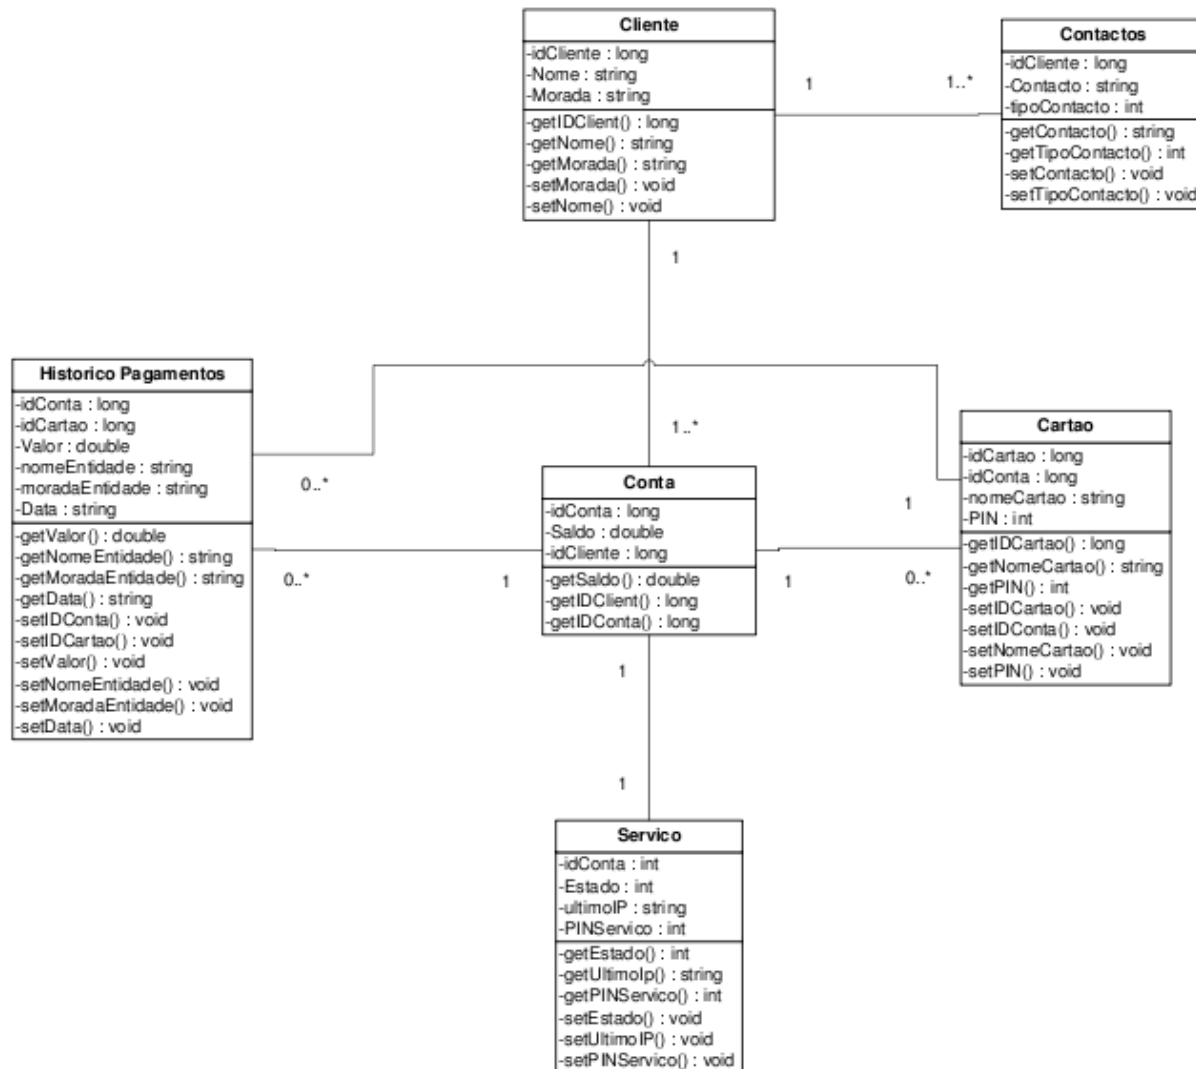 Cliente
-idCliente : long
-Nome : string
-Morada : string
-getIDClient() : long
-getNome() : string
-getMorada() : string
-setMorada() : void
-setNome() : void
Contactos
-idCliente : long
-Contacto : string
-tipoContacto : int
-getContacto() : string
-getTipoContacto() : int
-setContacto() : void
-setTipoContacto() : void
1
1..*
1
1..*
Historico Pagamentos
-idConta : long
-idCartao : long
-Valor : double
-nomeEntidade : string
-moradaEntidade : string
-Data : string
-getValor() : double
-getNomeEntidade() : string
-getMoradaEntidade() : string
-getData() : string
-setIDConta() : void
-setIDCartao() : void
-setValor() : void
-setNomeEntidade() : void
-setMoradaEntidade() : void
-setData() : void
0..*
0..*
1
Conta
-idConta : long
-Saldo : double
-idCliente : long
-getSaldo() : double
-getIDClient() : long
-getIDConta() : long
1
1
0..*
Cartao
-idCartao : long
-idConta : long
-nomeCartao : string
-PIN : int
-getIDCartao() : long
-getNomeCartao() : string
-getPIN() : int
-setIDCartao() : void
-setIDConta() : void
-setNomeCartao() : void
-setPIN() : void
1
1
Servico
-idConta : int
-Estado : int
-ultimoIP : string
-PINServico : int
-getEstado() : int
-getUltimoIp() : string
-getPINServico() : int
-setEstado() : void
-setUltimoIP() : void
-setPINServico() : void